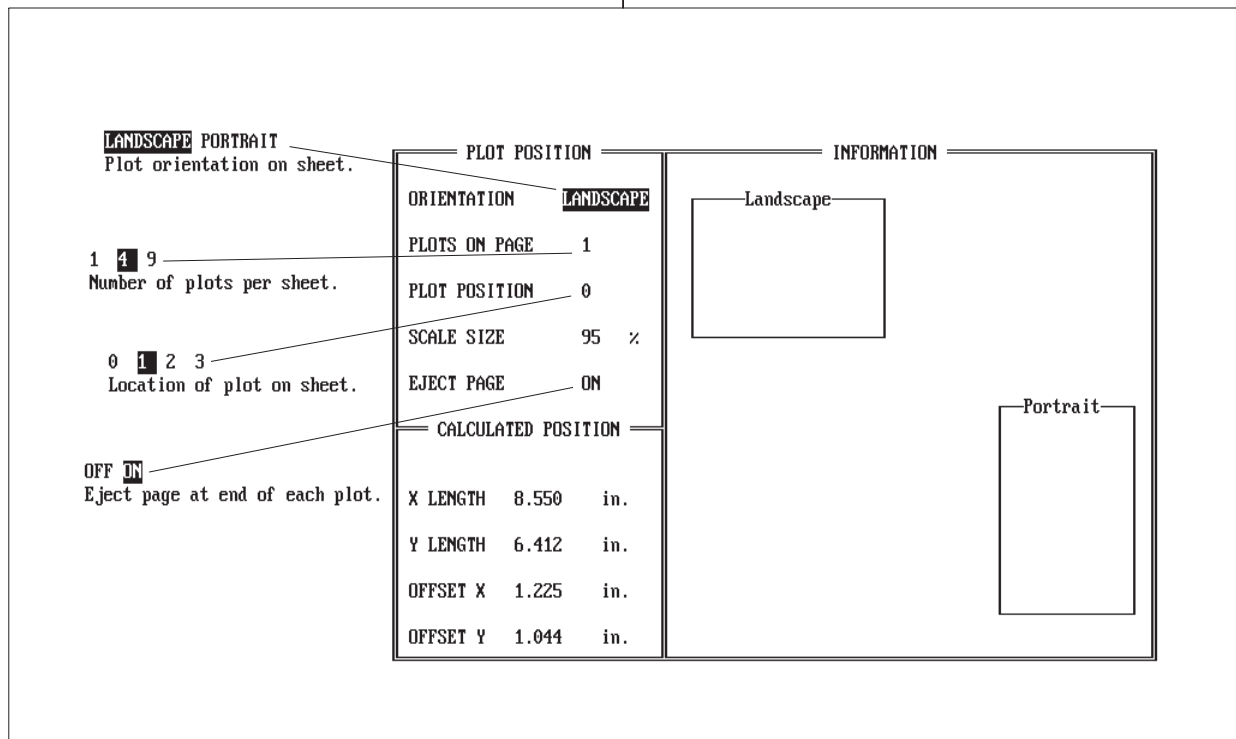 LANDSCAPE PORTRAIT
Plot orientation on sheet.
1 4 9
Number of plots per sheet.
0 1 2 3
Location of plot on sheet.
OFF ON
Eject page at end of each plot.
PLOT POSITION
ORIENTATION LANDSCAPE
PLOTS ON PAGE 1
PLOT POSITION 0
SCALE SIZE 95 %
EJECT PAGE ON
CALCULATED POSITION
X LENGTH 8.550 in.
Y LENGTH 6.412 in.
OFFSET X 1.225 in.
OFFSET Y 1.044 in.
INFORMATION
Landscape
Portrait